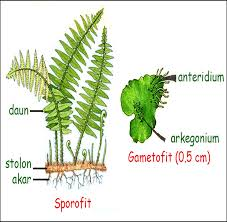 anteridium
daun
arkegonium
stolon
akar
Gametofit (0,5 cm)
Sporofit